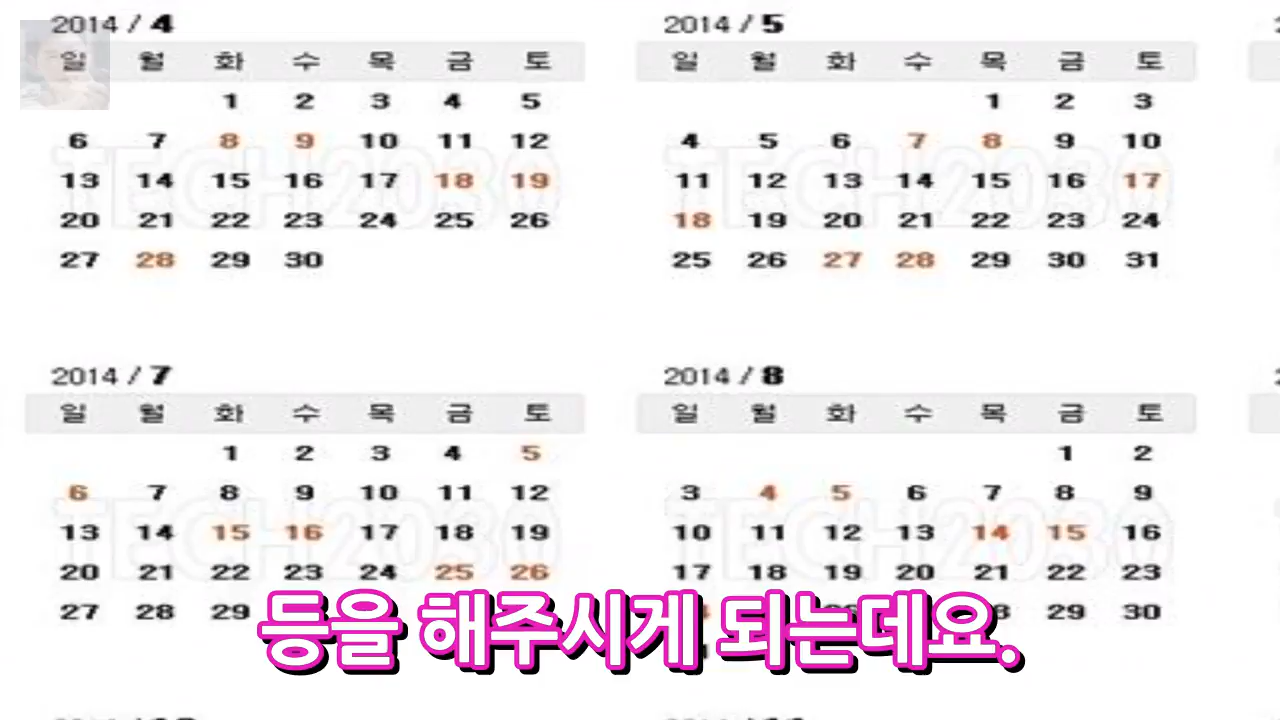 2014 / 4
일 월 화 수 목 금 토
1 2 3 4 5
6 7 8 9 10 11 12
13 14 15 16 17 18 19
20 21 22 23 24 25 26
27 28 29 30
2014 / 5
일 월 화 수 목 금 토
1 2 3
4 5 6 7 8 9 10
11 12 13 14 15 16 17
18 19 20 21 22 23 24
25 26 27 28 29 30 31
2014 / 7
일 월 화 수 목 금 토
1 2 3 4 5
6 7 8 9 10 11 12
13 14 15 16 17 18 19
20 21 22 23 24 25 26
27 28 29
2014 / 8
일 월 화 수 목 금 토
1 2
3 4 5 6 7 8 9
10 11 12 13 14 15 16
17 18 19 20 21 22 23
29 30
TECH2030
TECH2030
TECH2030
TECH2030
등을 해주시게 되는데요.